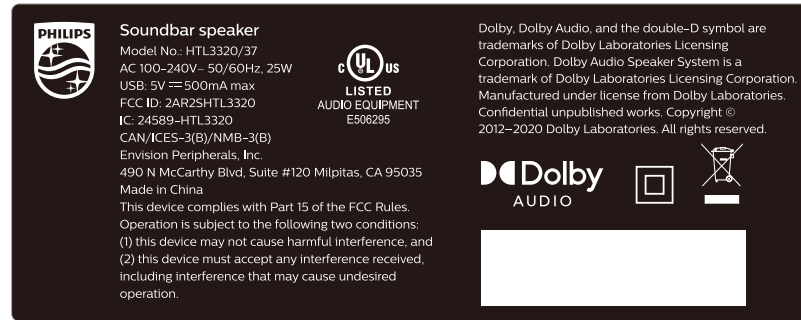 PHILIPS
Soundbar speaker
Model No.: HTL3320/37
AC 100-240V~ 50/60Hz, 25W
USB: 5V ⎓ 500mA max
FCC ID: 2AR2SHTL3320
IC: 24589-HTL3320
CAN/ICES-3(B)/NMB-3(B)
Envision Peripherals, Inc.
490 N McCarthy Blvd, Suite #120 Milpitas, CA 95035
Made in China
This device complies with Part 15 of the FCC Rules.
Operation is subject to the following two conditions:
(1) this device may not cause harmful interference, and
(2) this device must accept any interference received,
including interference that may cause undesired
operation.
c UL us
LISTED
AUDIO EQUIPMENT
E506295
Dolby, Dolby Audio, and the double-D symbol are
trademarks of Dolby Laboratories Licensing
Corporation. Dolby Audio Speaker System is a
trademark of Dolby Laboratories Licensing Corporation.
Manufactured under license from Dolby Laboratories.
Confidential unpublished works. Copyright ©
2012-2020 Dolby Laboratories. All rights reserved.
Dolby
AUDIO